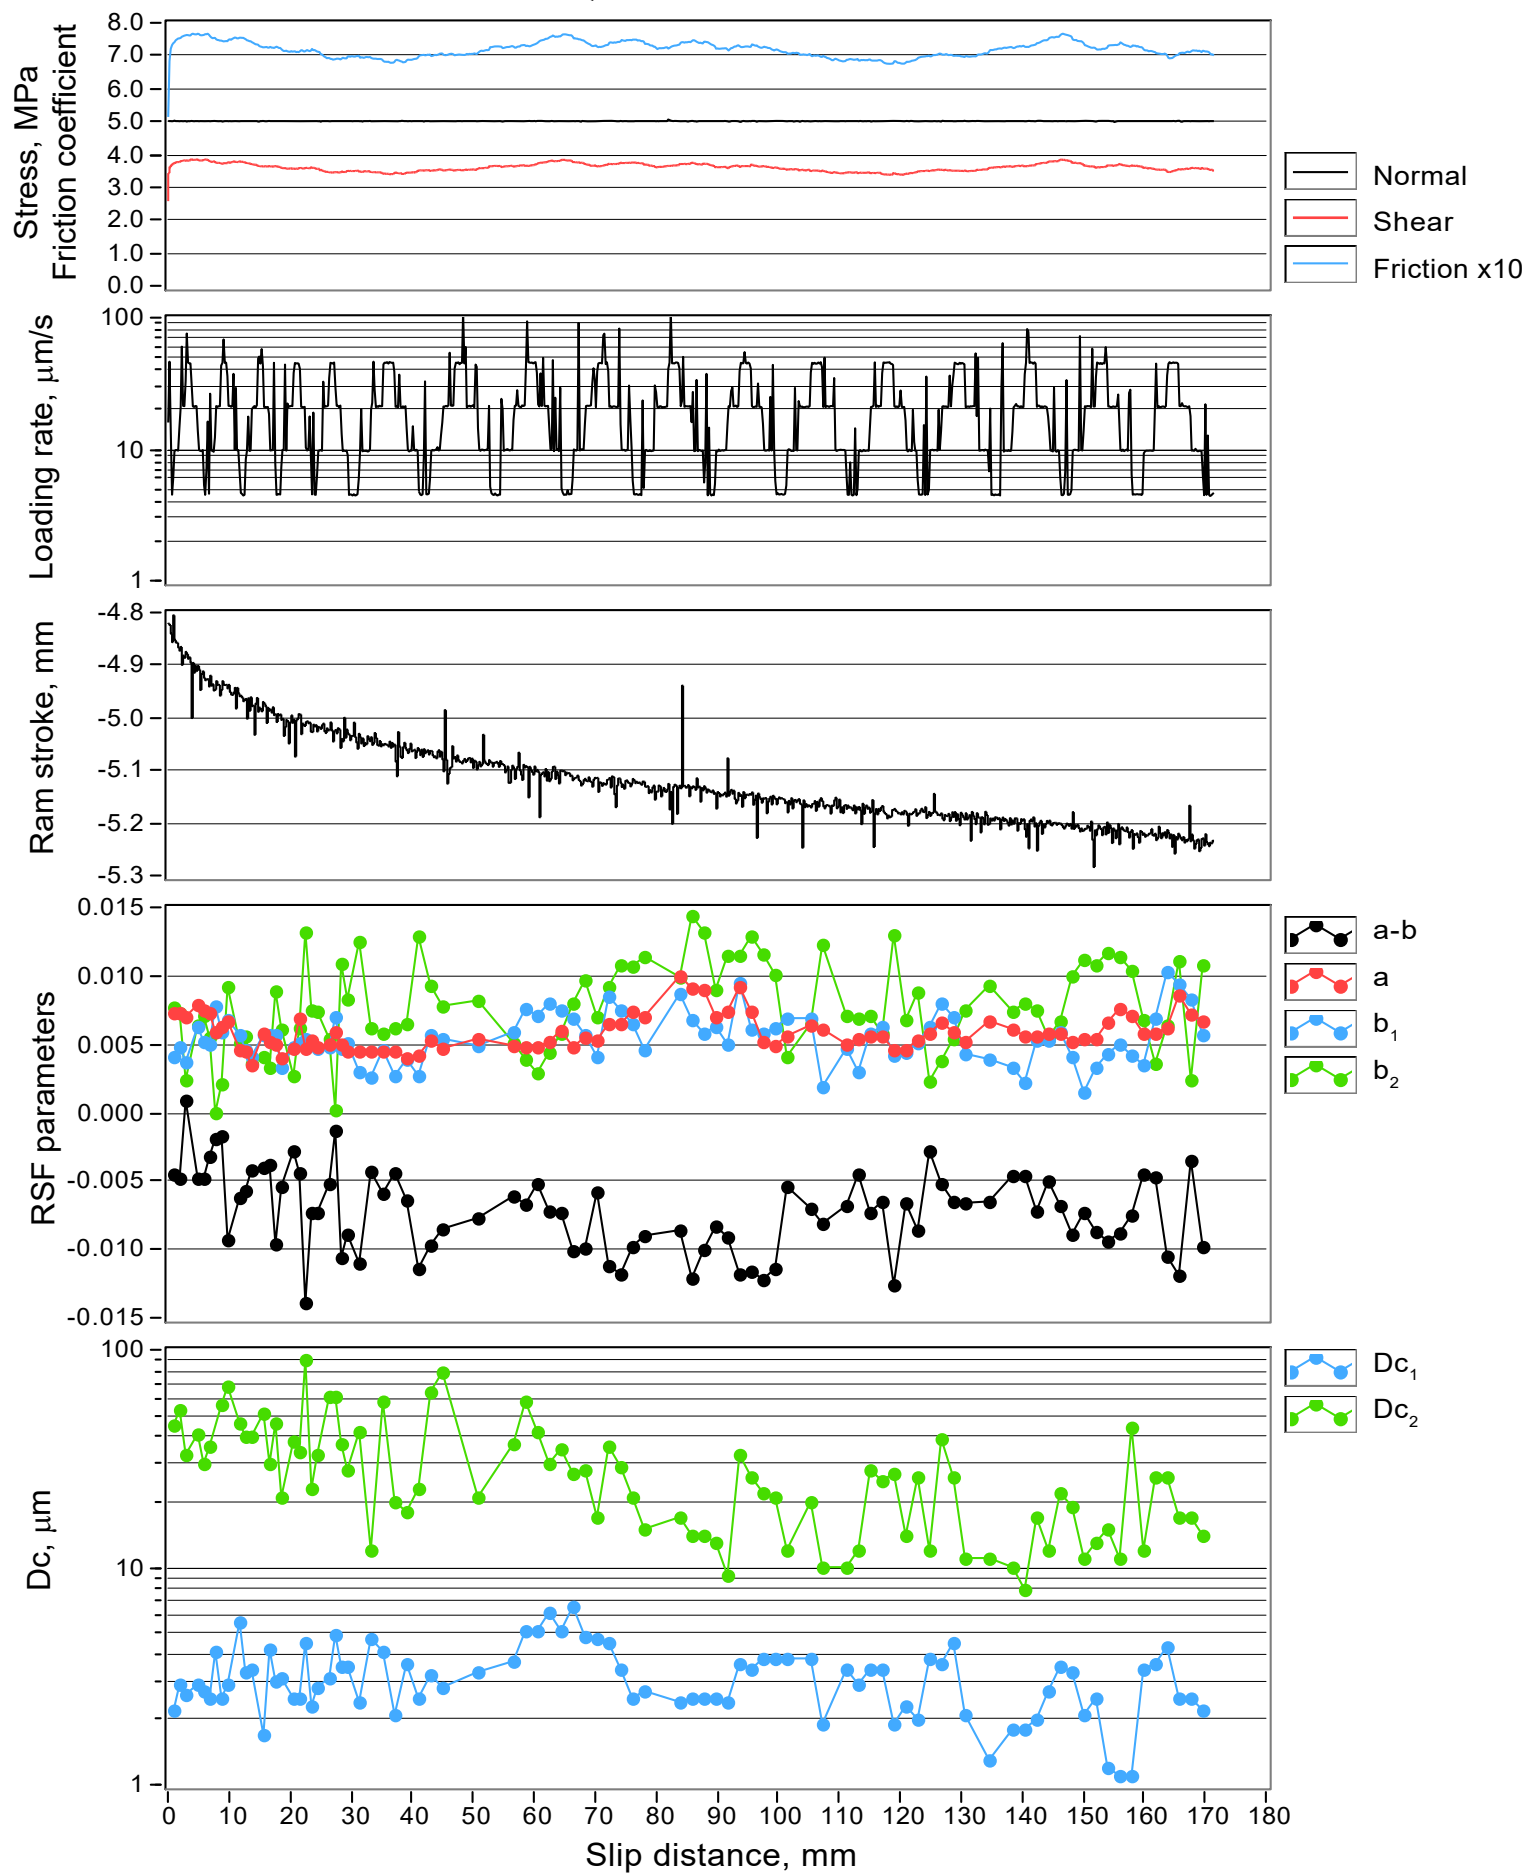 8.0
7.0
6.0
5.0
4.0
3.0
2.0
1.0
0.0
Stress, MPa
Friction coefficient
Normal
Shear
Friction x10
100
10
1
Loading rate, μm/s
-4.8
-4.9
-5.0
-5.1
-5.2
-5.3
Ram stroke, mm
0.015
0.010
0.005
0.000
-0.005
-0.010
-0.015
RSF parameters
a-b
a
b₁
b₂
100
10
1
Dc, μm
Dc₁
Dc₂
0 10 20 30 40 50 60 70 80 90 100 110 120 130 140 150 160 170 180
Slip distance, mm